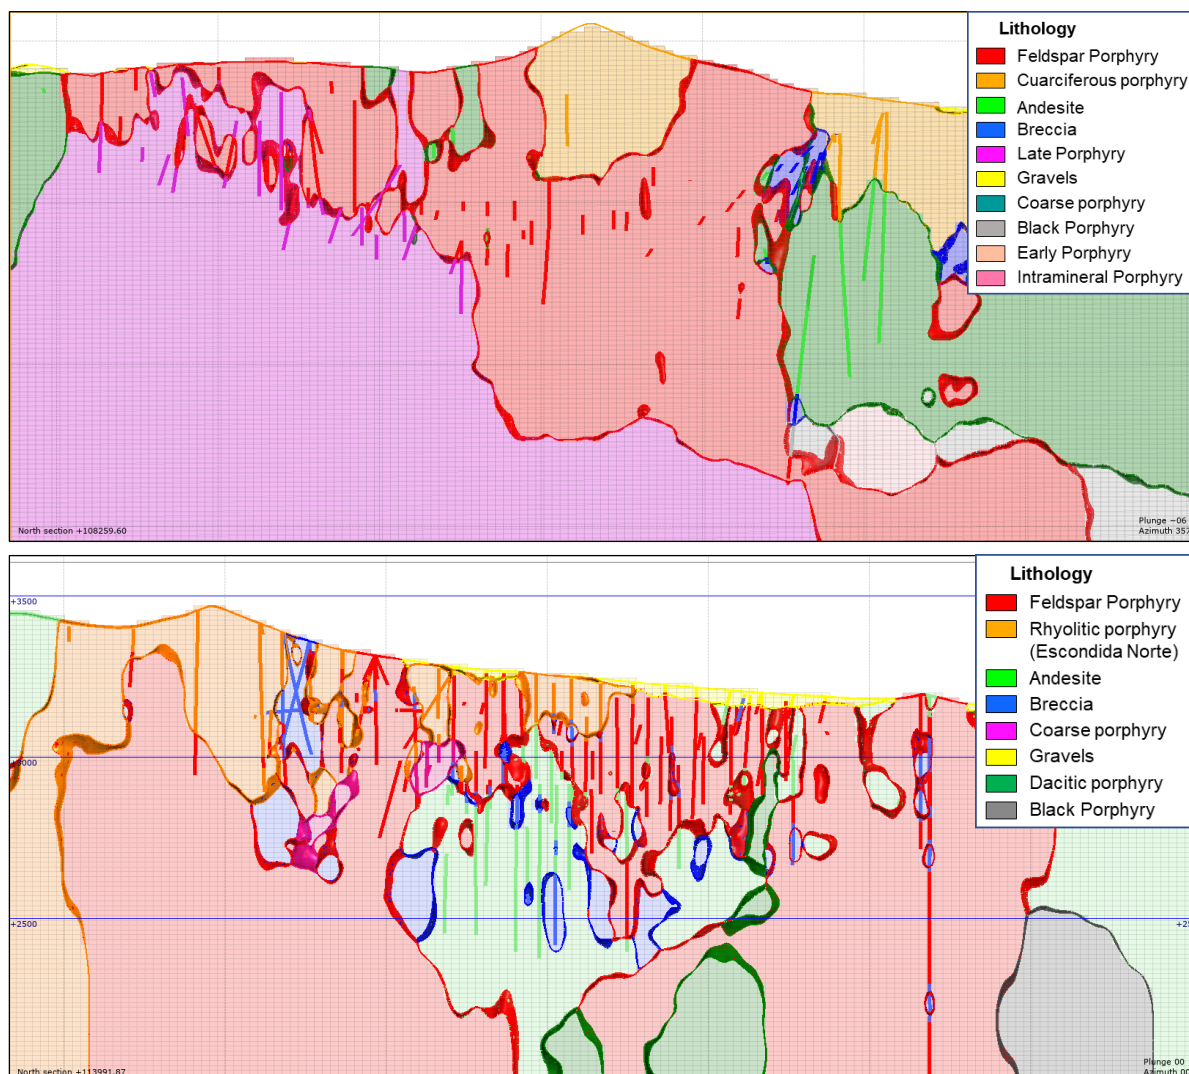 Lithology
Feldspar Porphyry
Cuarciferous porphyry
Andesite
Breccia
Late Porphyry
Gravels
Coarse porphyry
Black Porphyry
Early Porphyry
Intramineral Porphyry
North section +108259.60
Plunge −06
Azimuth 357
Lithology
Feldspar Porphyry
Rhyolitic porphyry
(Escondida Norte)
Andesite
Breccia
Coarse porphyry
Gravels
Dacitic porphyry
Black Porphyry
+3500
+2500
North section +113991.87
Plunge 00
Azimuth 00